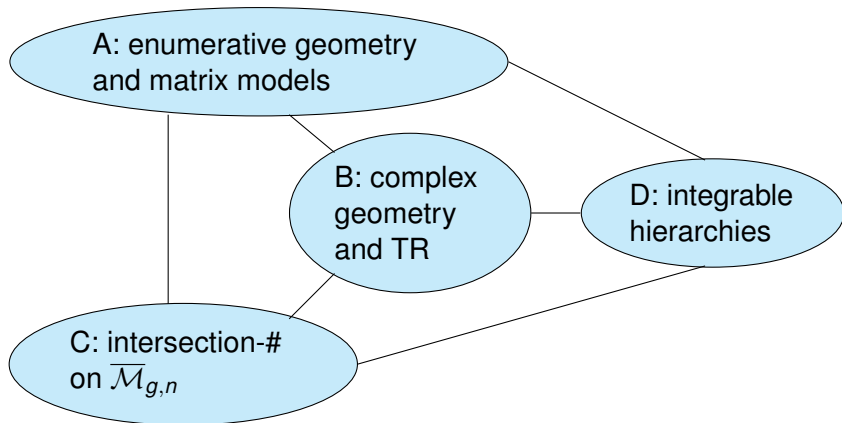 A: enumerative geometry
and matrix models
B: complex
geometry
and TR
D: integrable
hierarchies
C: intersection-#
on $\overline{\mathcal{M}}_{g,n}$